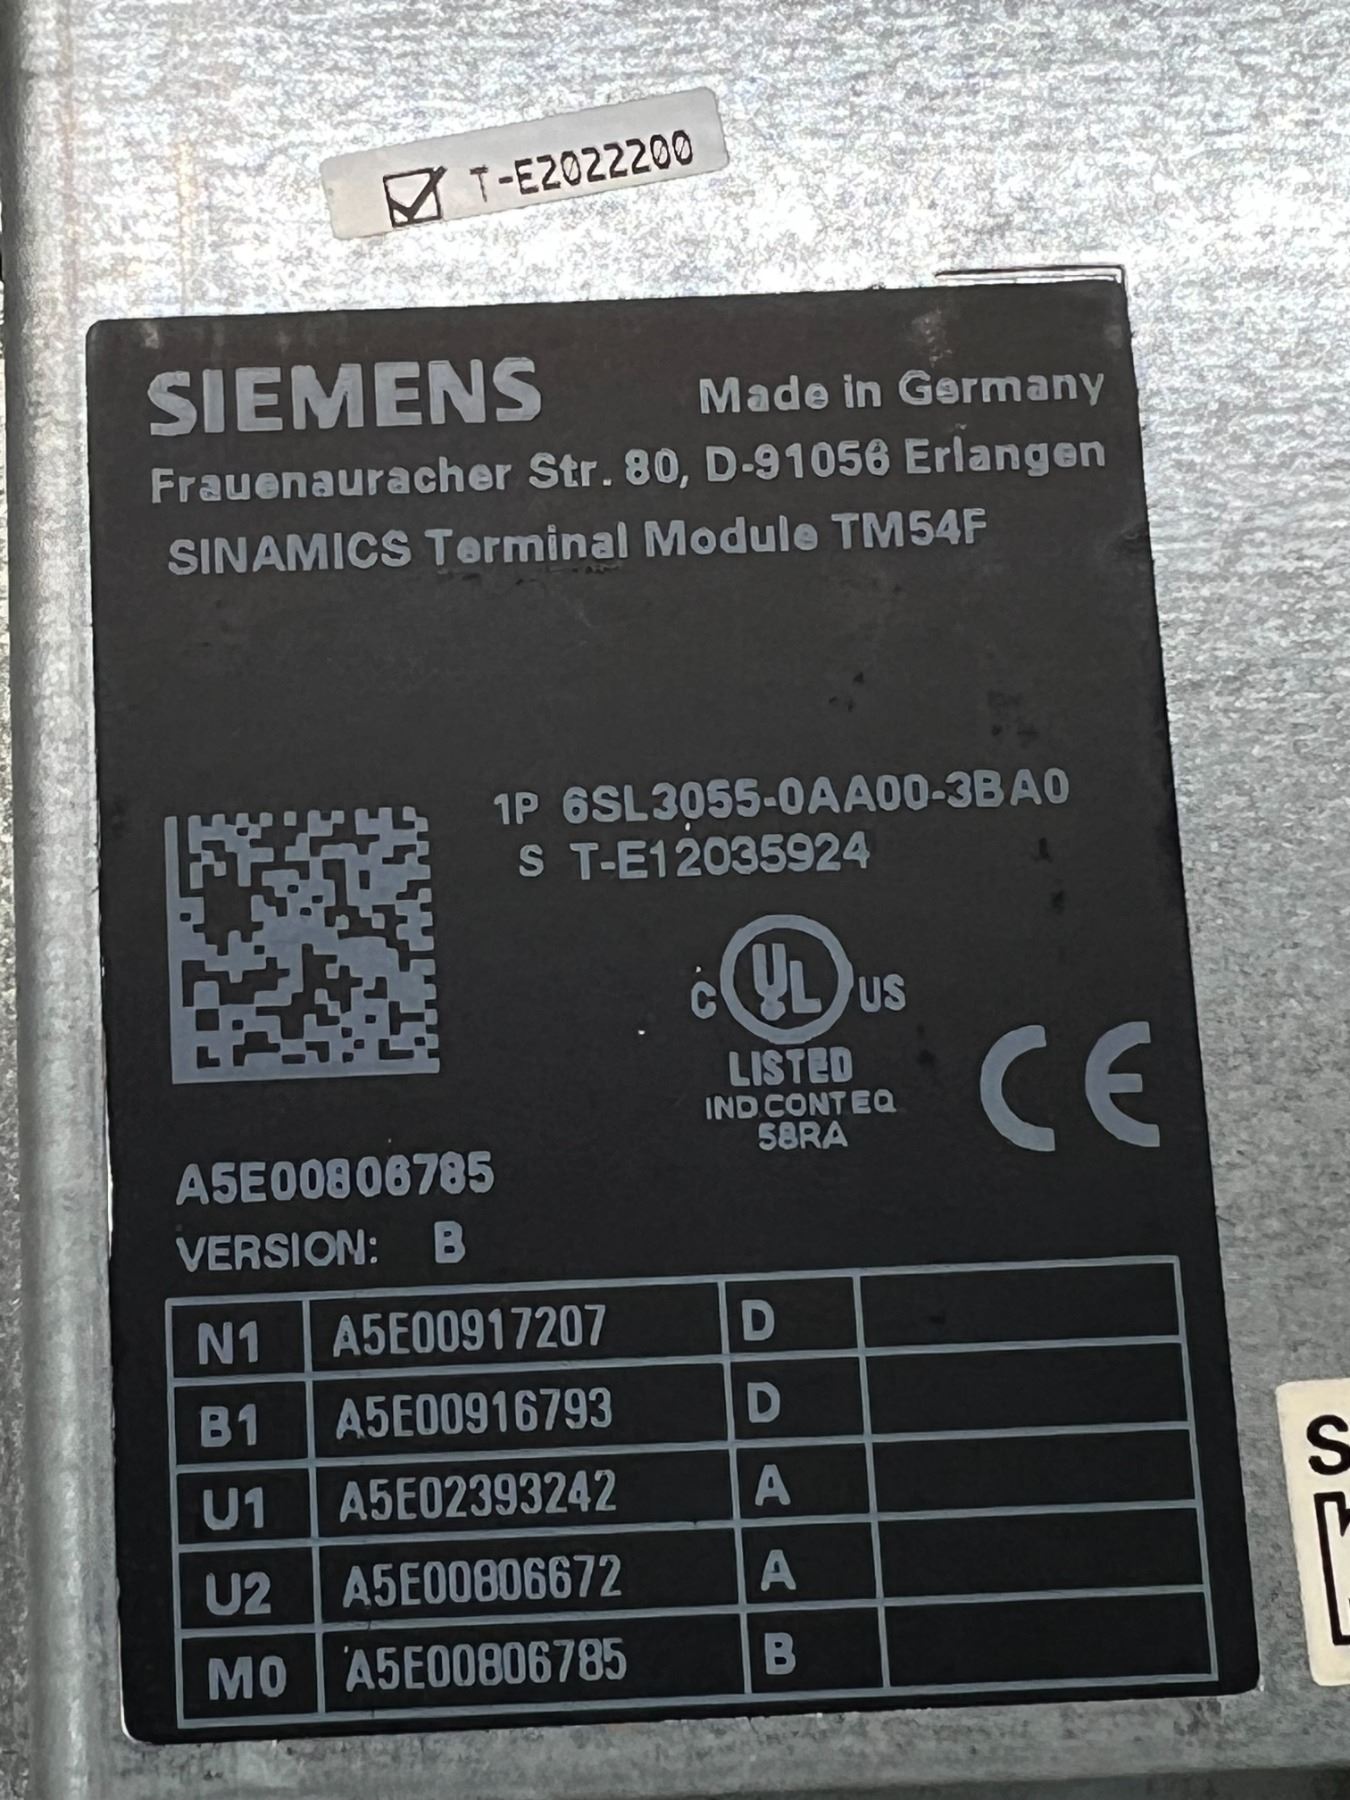 T-E2022200
SIEMENS
Made in Germany
Frauenauracher Str. 80, D-91056 Erlangen
SINAMICS Terminal Module TM54F
1P 6SL3055-0AA00-3BA0
S T-E12035924
C UL US
LISTED
IND CONT EQ
58RA
CE
A5E00806785
VERSION: B
N1 A5E00917207 D
B1 A5E00916793 D
U1 A5E02393242 A
U2 A5E00806672 A
M0 A5E00806785 B
S